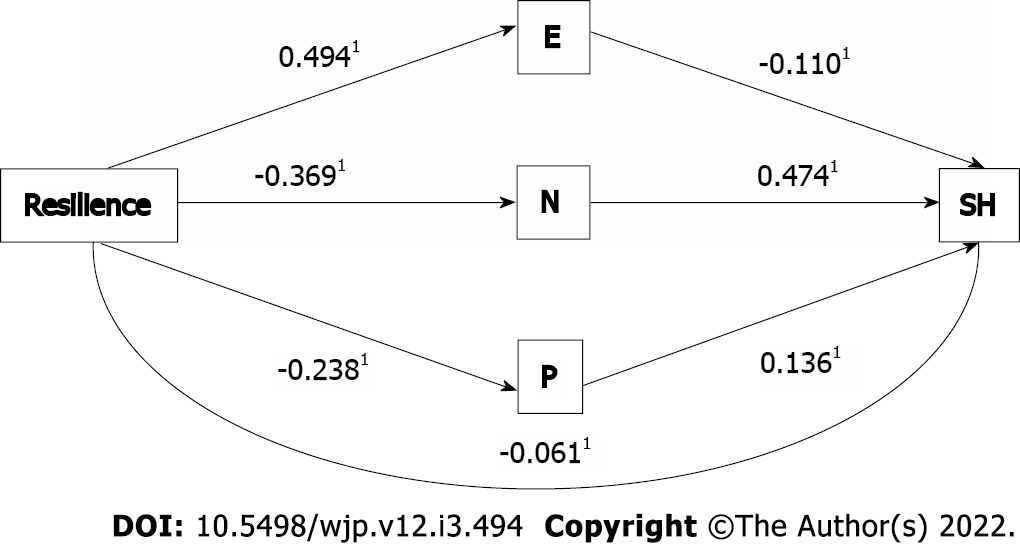 E
0.494¹
-0.110¹
Resilience
-0.369¹
N
0.474¹
SH
-0.238¹
P
0.136¹
-0.061¹
DOI: 10.5498/wjp.v12.i3.494 Copyright ©The Author(s) 2022.